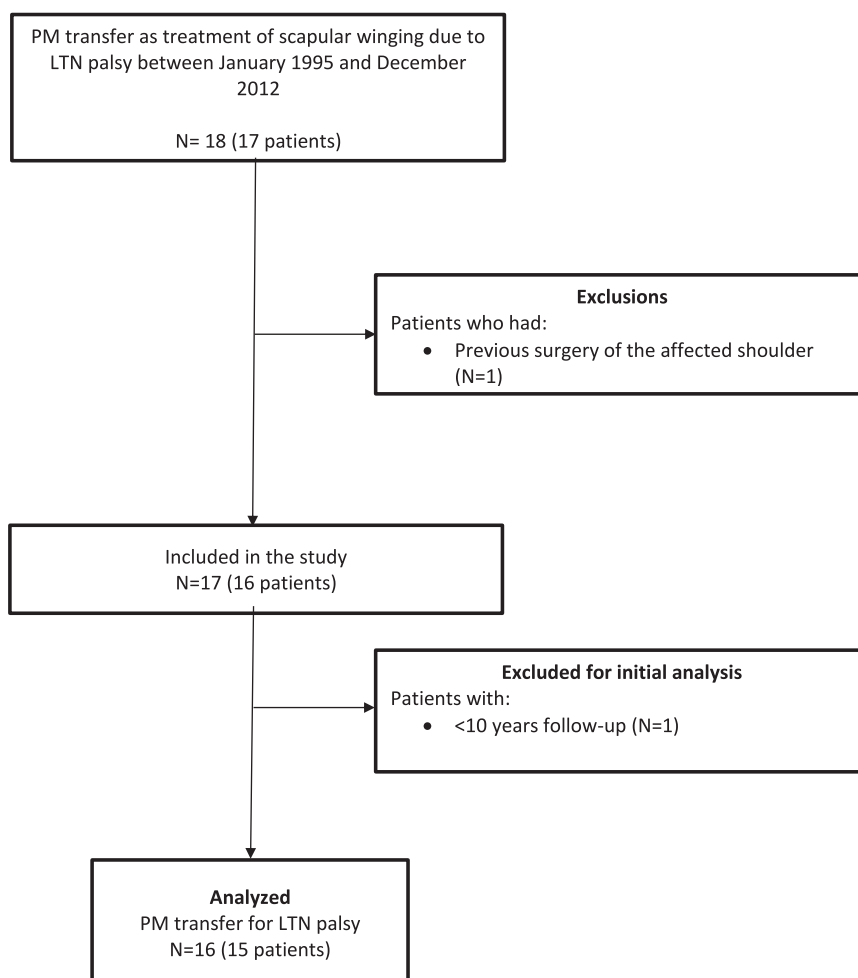 PM transfer as treatment of scapular winging due to
LTN palsy between January 1995 and December
2012
N= 18 (17 patients)
Exclusions
Patients who had:
• Previous surgery of the affected shoulder
(N=1)
Included in the study
N=17 (16 patients)
Excluded for initial analysis
Patients with:
• <10 years follow-up (N=1)
Analyzed
PM transfer for LTN palsy
N=16 (15 patients)